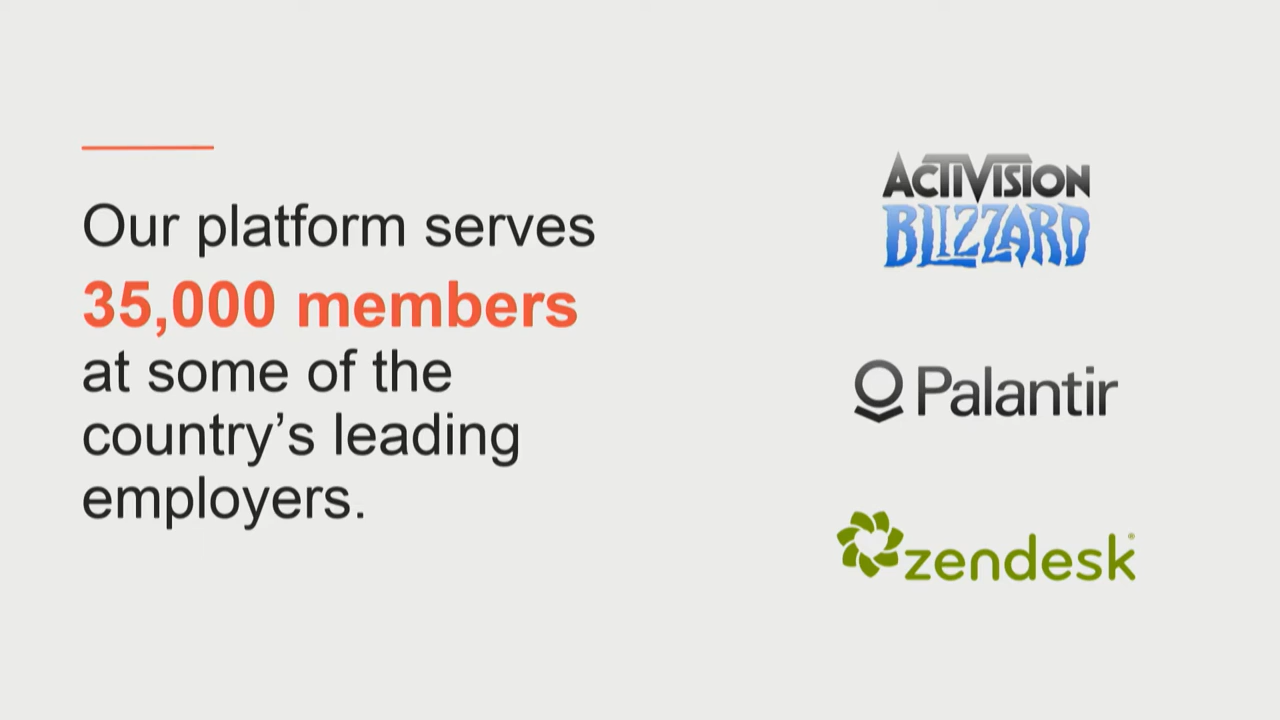 Our platform serves
35,000 members
at some of the
country’s leading
employers.
ACTIVISION
BLIZZARD
Palantir
zendesk®